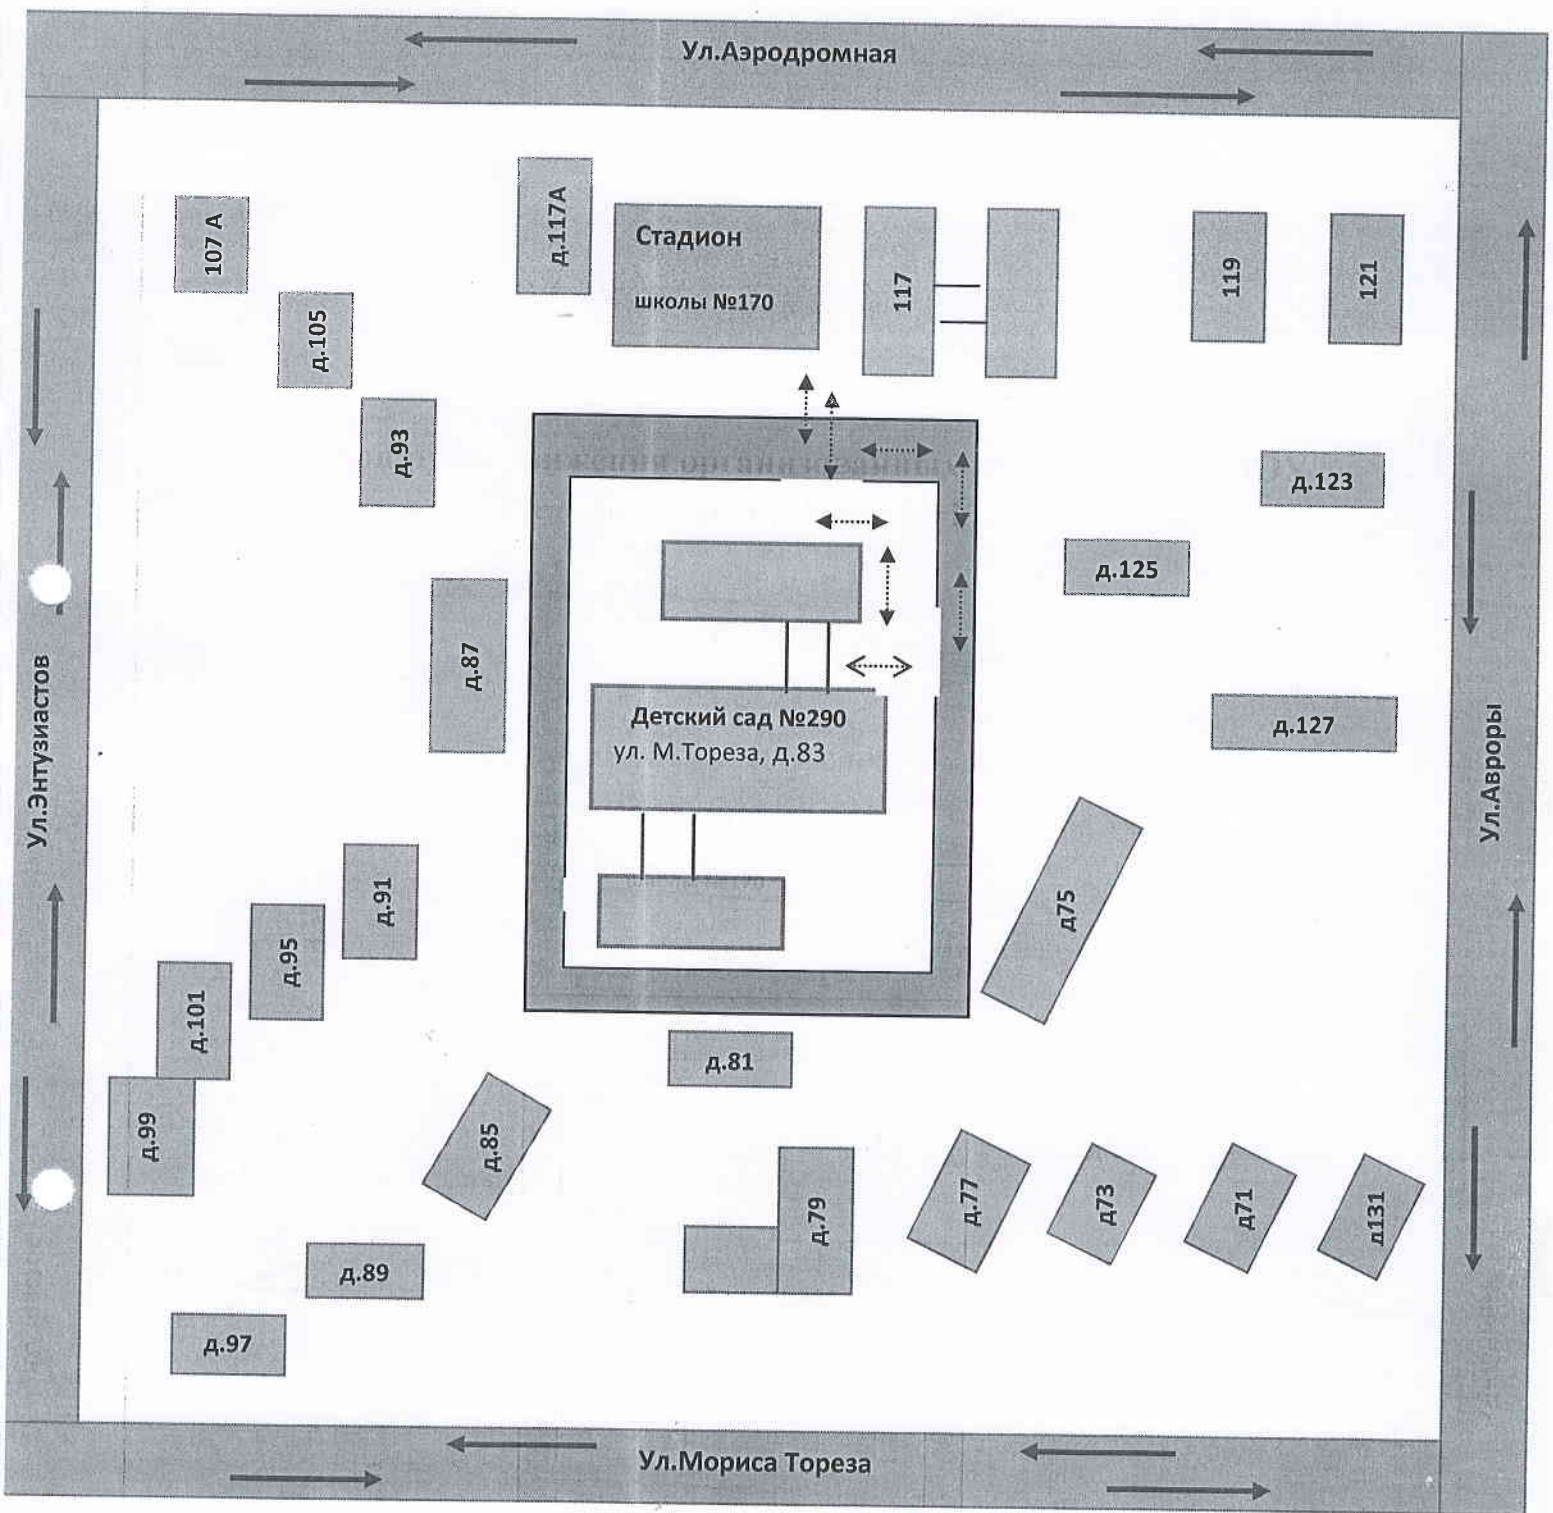 Ул.Аэродромная
107 А
д.117А
Стадион
школы №170
117
119
121
д.105
д.93
д.123
д.125
д.87
Ул.Энтузиастов
Детский сад №290
ул. М.Тореза, д.83
д.127
Ул.Авроры
д.91
д75
д.95
д.101
д.81
д.99
д.85
д.79
д.77
д73
д71
д131
д.89
д.97
Ул.Мориса Тореза